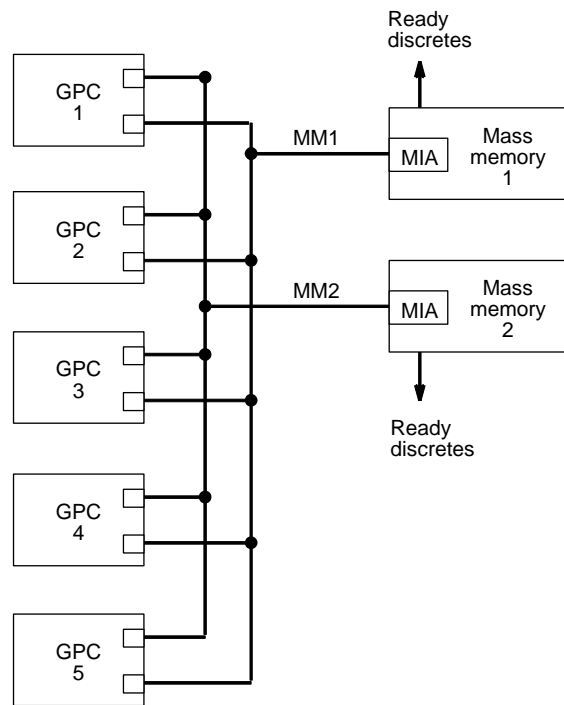 Ready
discretes
GPC
1
MM1
MIA
Mass
memory
1
GPC
2
MM2
MIA
Mass
memory
2
GPC
3
Ready
discretes
GPC
4
GPC
5